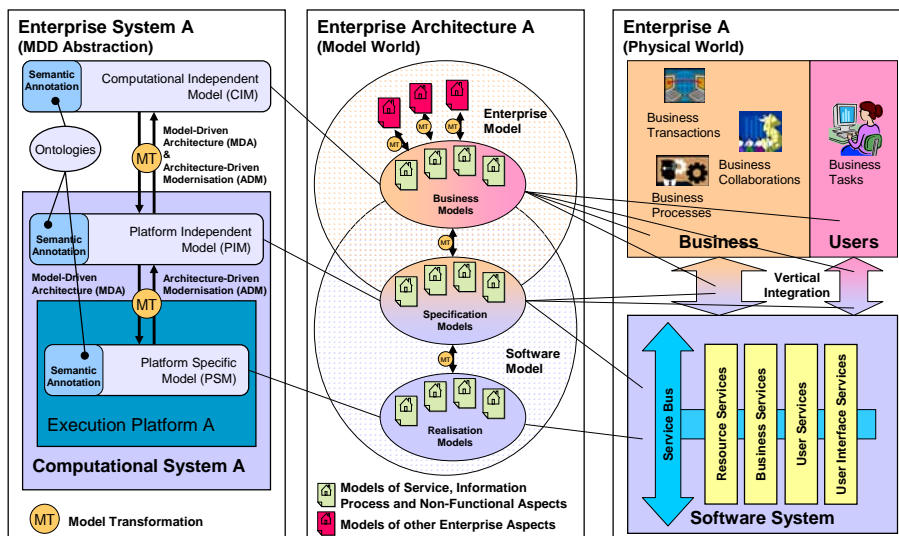 Enterprise System A
(MDD Abstraction)
Semantic
Annotation
Computational Independent
Model (CIM)
Ontologies
Model-Driven
Architecture (MDA)
&
Architecture-Driven
Modernisation (ADM)
MT
Semantic
Annotation
Platform Independent
Model (PIM)
Model-Driven
Architecture (MDA)
Architecture-Driven
Modernisation (ADM)
MT
Semantic
Annotation
Platform Specific
Model (PSM)
Execution Platform A
Computational System A
MT
Model Transformation
Enterprise Architecture A
(Model World)
Enterprise
Model
MT
MT
MT
Business
Models
MT
Specification
Models
MT
Software
Model
Realisation
Models
Models of Service, Information
Process and Non-Functional Aspects
Models of other Enterprise Aspects
Enterprise A
(Physical World)
Business
Transactions
Business
Collaborations
Business
Processes
Business
Business
Tasks
Users
Vertical
Integration
Service Bus
Resource Services
Business Services
User Services
User Interface Services
Software System